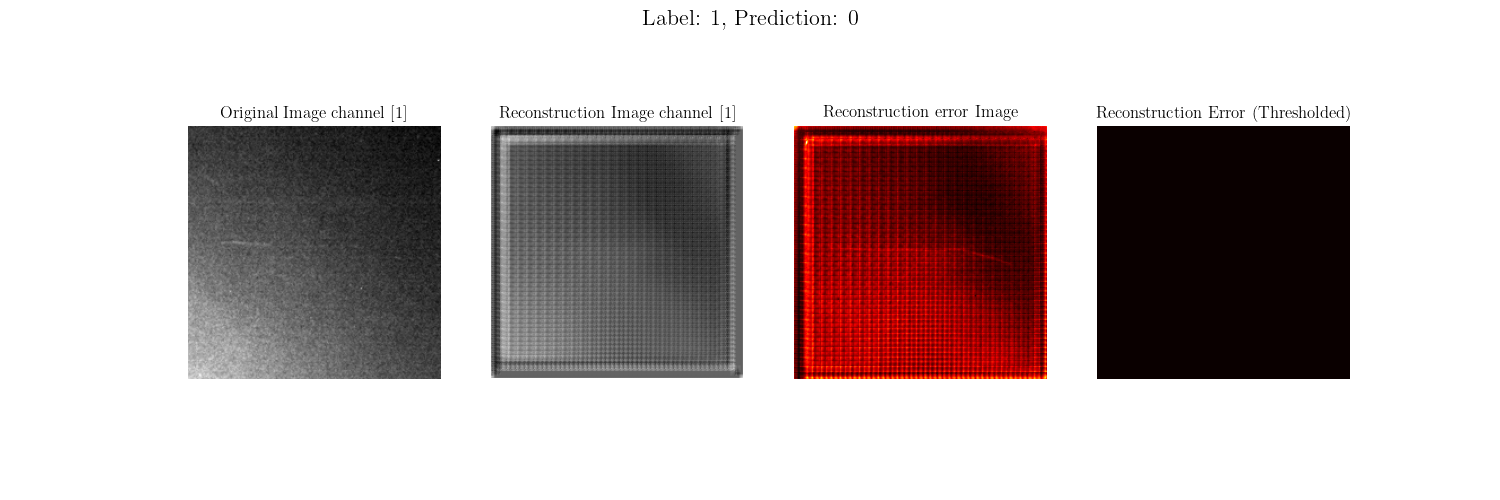 Label: 1, Prediction: 0
Original Image channel [1]
Reconstruction Image channel [1]
Reconstruction error Image
Reconstruction Error (Thresholded)